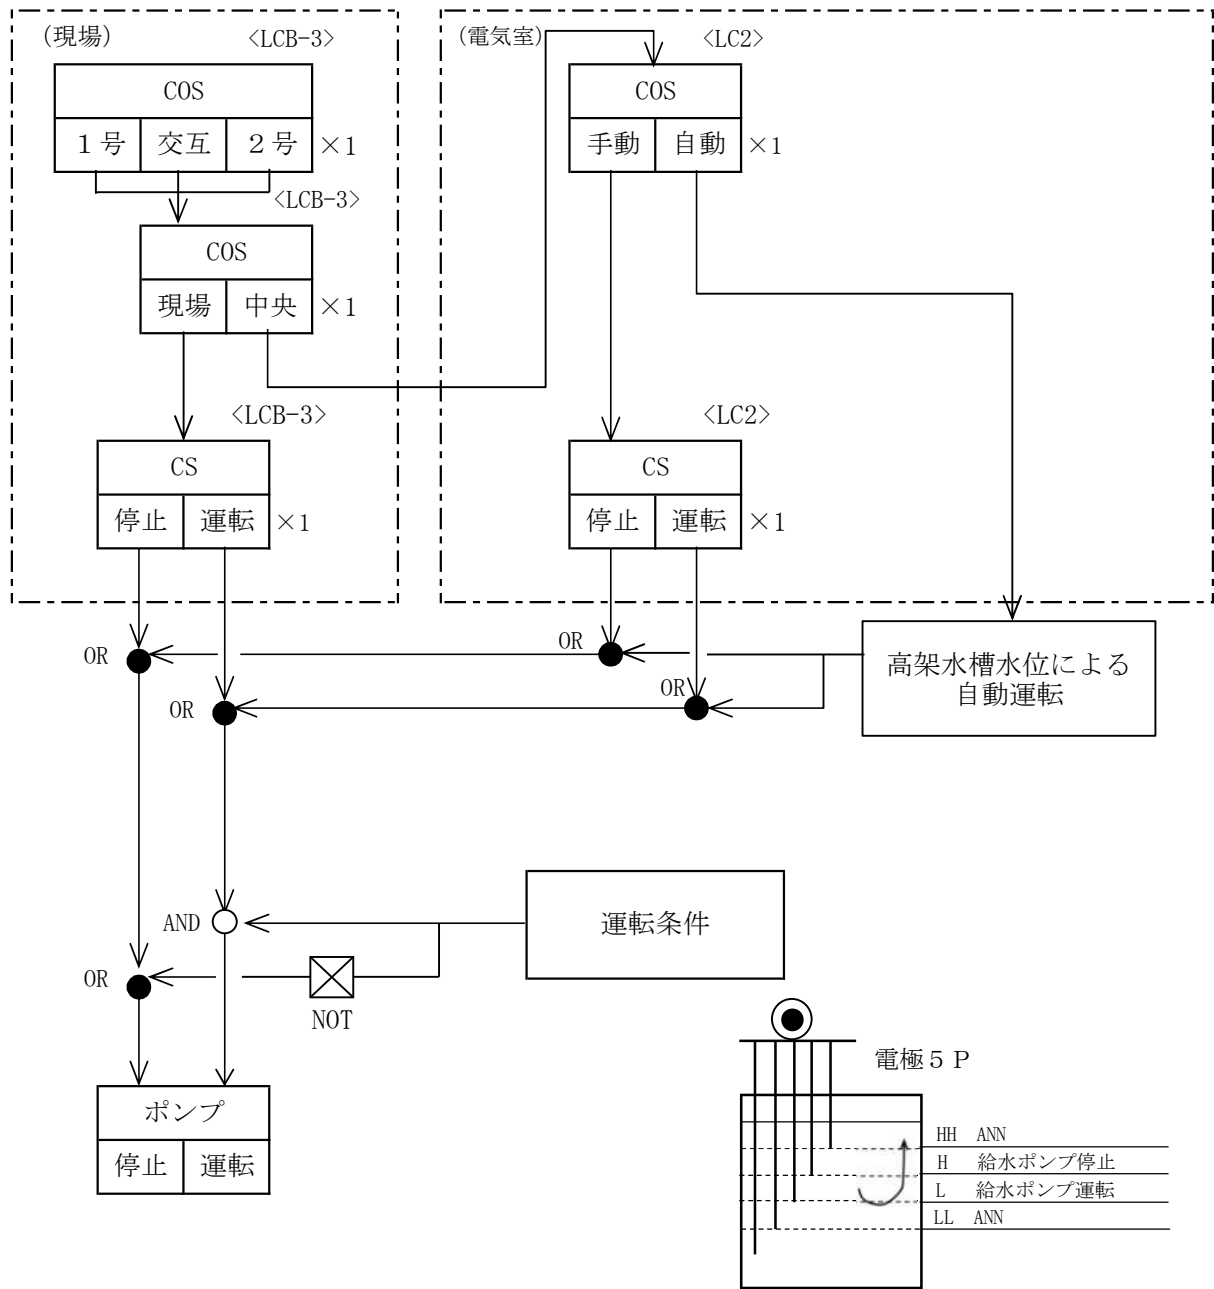 (現場)
<LCB-3>
COS
1号 交互 2号 ×1
<LCB-3>
COS
現場 中央 ×1
<LCB-3>
CS
停止 運転 ×1
(電気室)
<LC2>
COS
手動 自動 ×1
<LC2>
CS
停止 運転 ×1
OR
OR
OR
OR
高架水槽水位による
自動運転
AND
運転条件
OR
NOT
ポンプ
停止 運転
電極5P
HH ANN
H 給水ポンプ停止
L 給水ポンプ運転
LL ANN